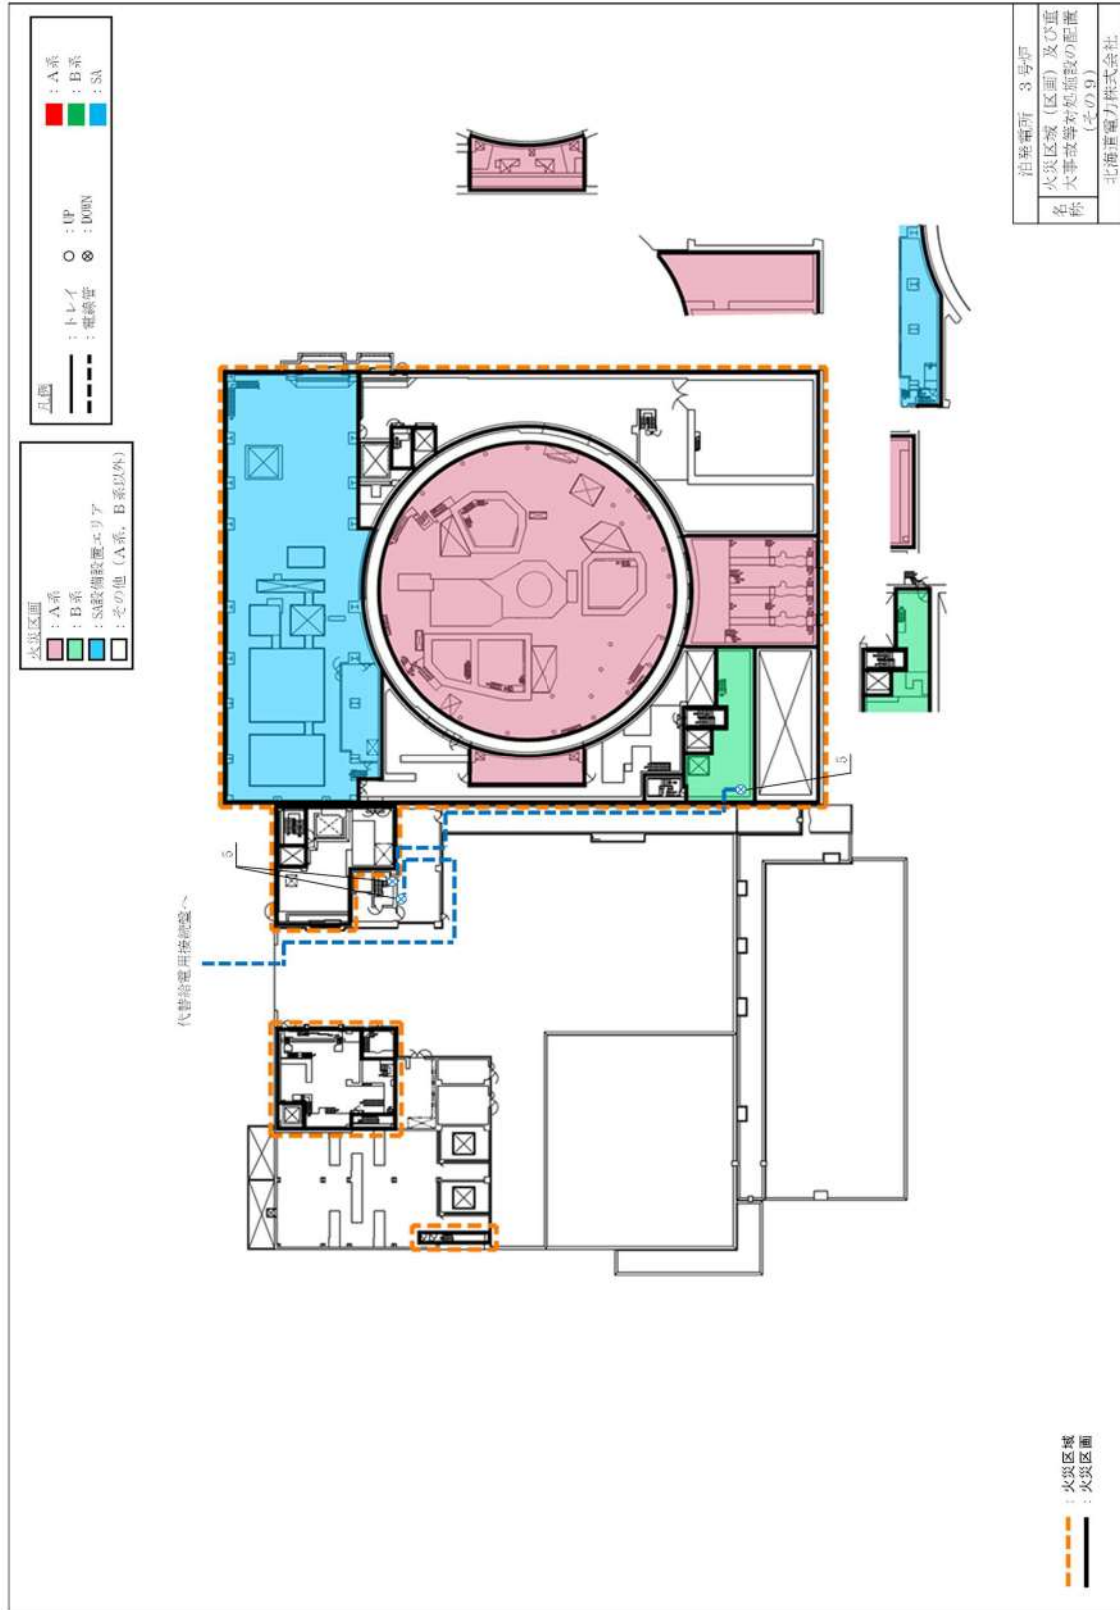 火災区画
：A系
：B系
：SA設備設置エリア
：その他（A系，B系以外）
凡例
：トレイ
：電線管
○：UP
⊗：DOWN
：A系
：B系
：SA
代替給電用接続盤へ
5
5
：火災区域
：火災区画
泊発電所　3号炉
名称
火災区域（区画）及び重
大事故等対処施設の配置
（その9）
北海道電力株式会社